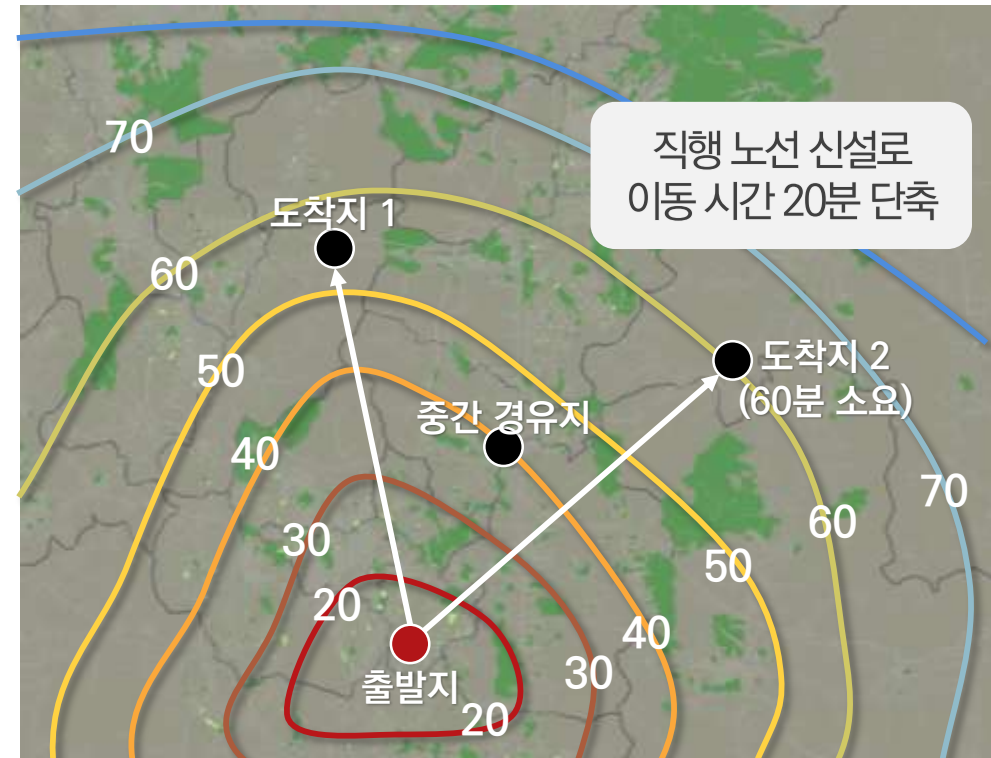 70
직행 노선 신설로
이동 시간 20분 단축
도착지 1
60
도착지 2
(60분 소요)
50
중간 경유지
40
70
60
30
50
20
40
30
출발지
20